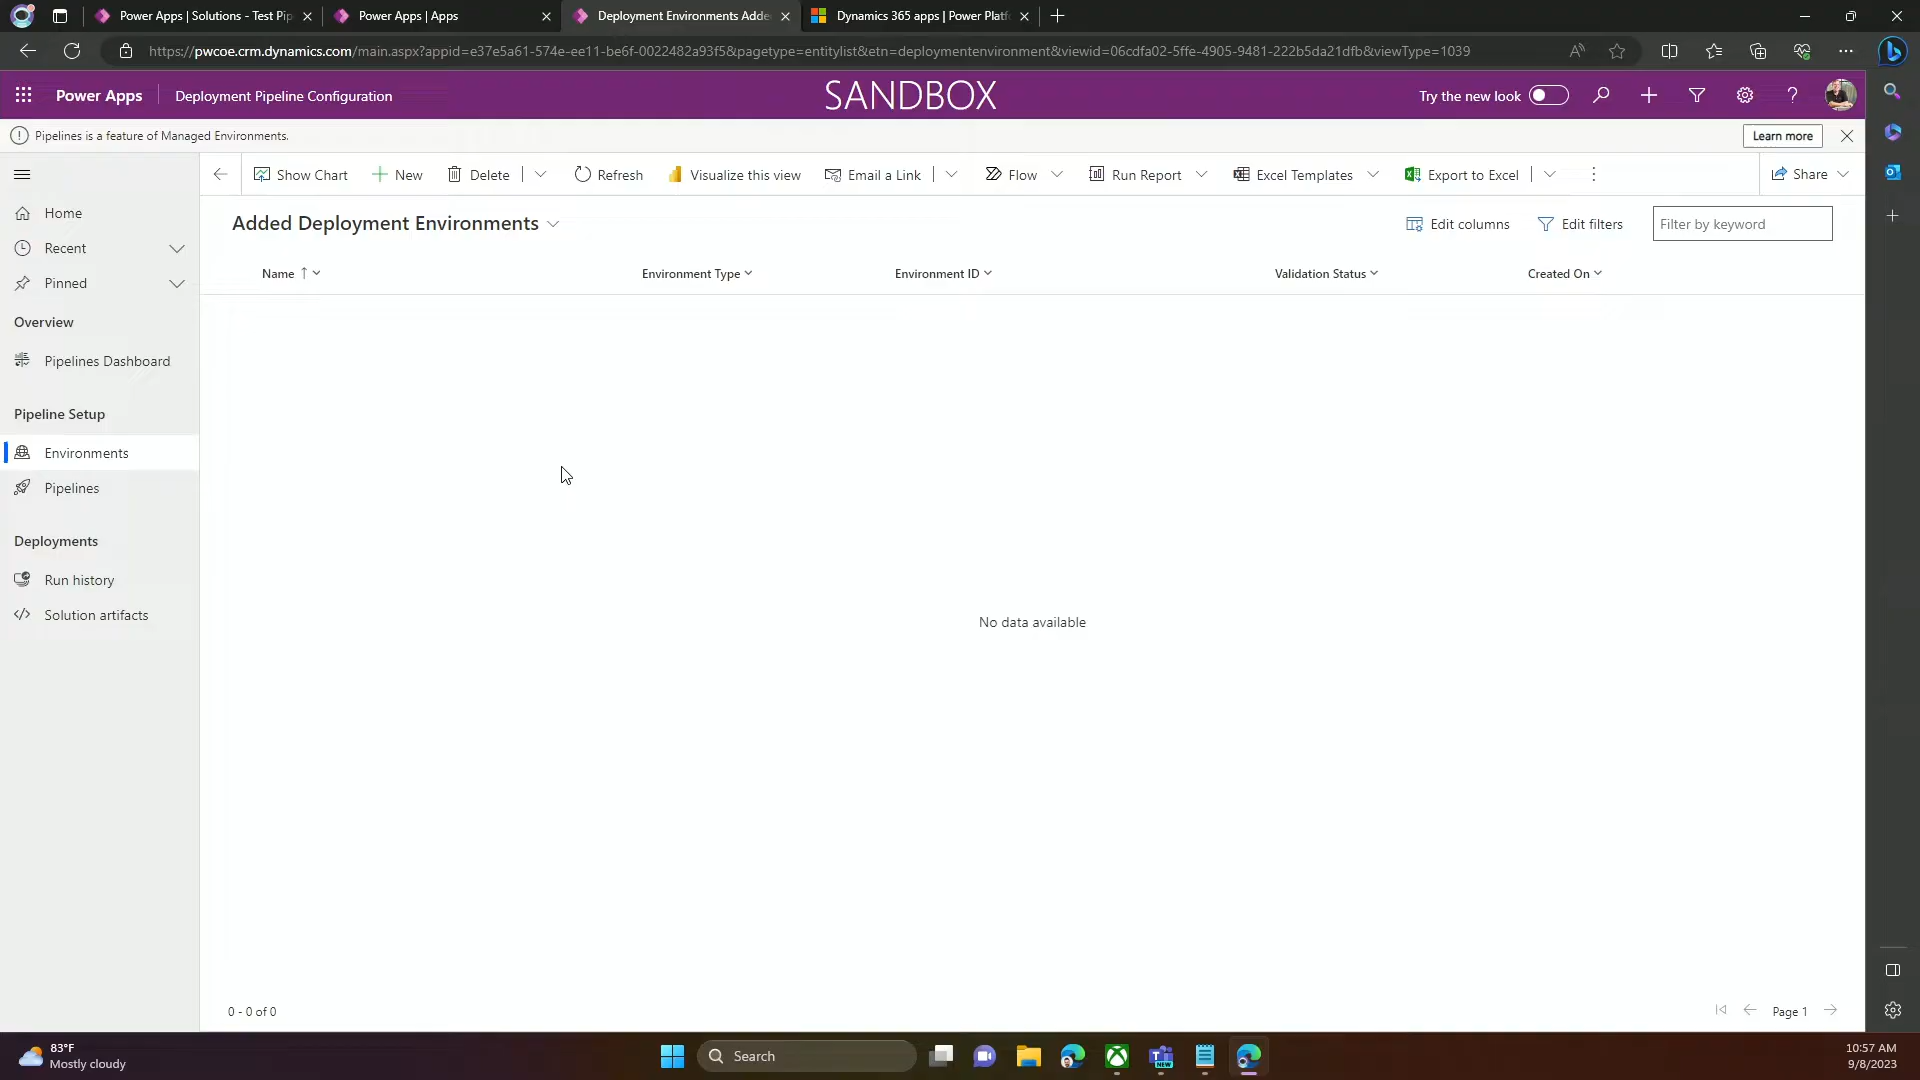 Power Apps | Solutions - Test Pip
Power Apps | Apps
Deployment Environments Adde
Dynamics 365 apps | Power Platf
https://pwcoe.crm.dynamics.com/main.aspx?appid=e37e5a61-574e-ee11-be6f-0022482a93f5&pagetype=entitylist&etn=deploymentenvironment&viewid=06cdfa02-5ffe-4905-9481-222b5da21dfb&viewType=1039
Power Apps
Deployment Pipeline Configuration
SANDBOX
Try the new look
Pipelines is a feature of Managed Environments.
Learn more
Show Chart
New
Delete
Refresh
Visualize this view
Email a Link
Flow
Run Report
Excel Templates
Export to Excel
Share
Home
Recent
Pinned
Overview
Pipelines Dashboard
Pipeline Setup
Environments
Pipelines
Deployments
Run history
Solution artifacts
Added Deployment Environments
Edit columns
Edit filters
Filter by keyword
Name
Environment Type
Environment ID
Validation Status
Created On
No data available
0 - 0 of 0
Page 1
83°F
Mostly cloudy
Search
NEW
10:57 AM
9/8/2023